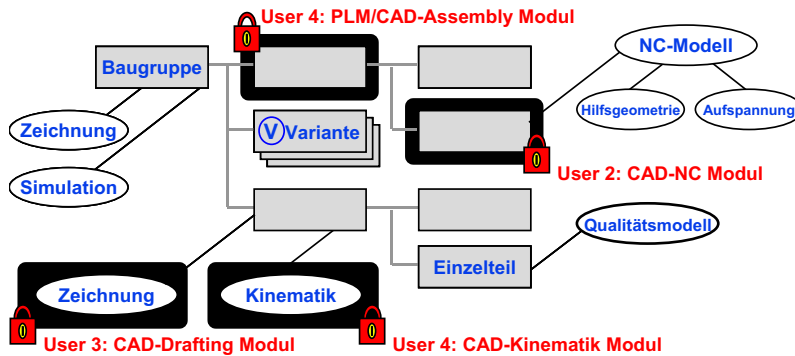 User 4: PLM/CAD-Assembly Modul
Baugruppe
NC-Modell
Zeichnung
V Variante
Hilfsgeometrie
Aufspannung
Simulation
User 2: CAD-NC Modul
Qualitätsmodell
Einzelteil
Zeichnung
Kinematik
User 3: CAD-Drafting Modul
User 4: CAD-Kinematik Modul